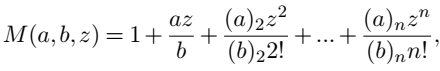 M(a, b, z) = 1 + \frac{az}{b} + \frac{(a)_2 z^2}{(b)_2 2!} + ... + \frac{(a)_n z^n}{(b)_n n!},